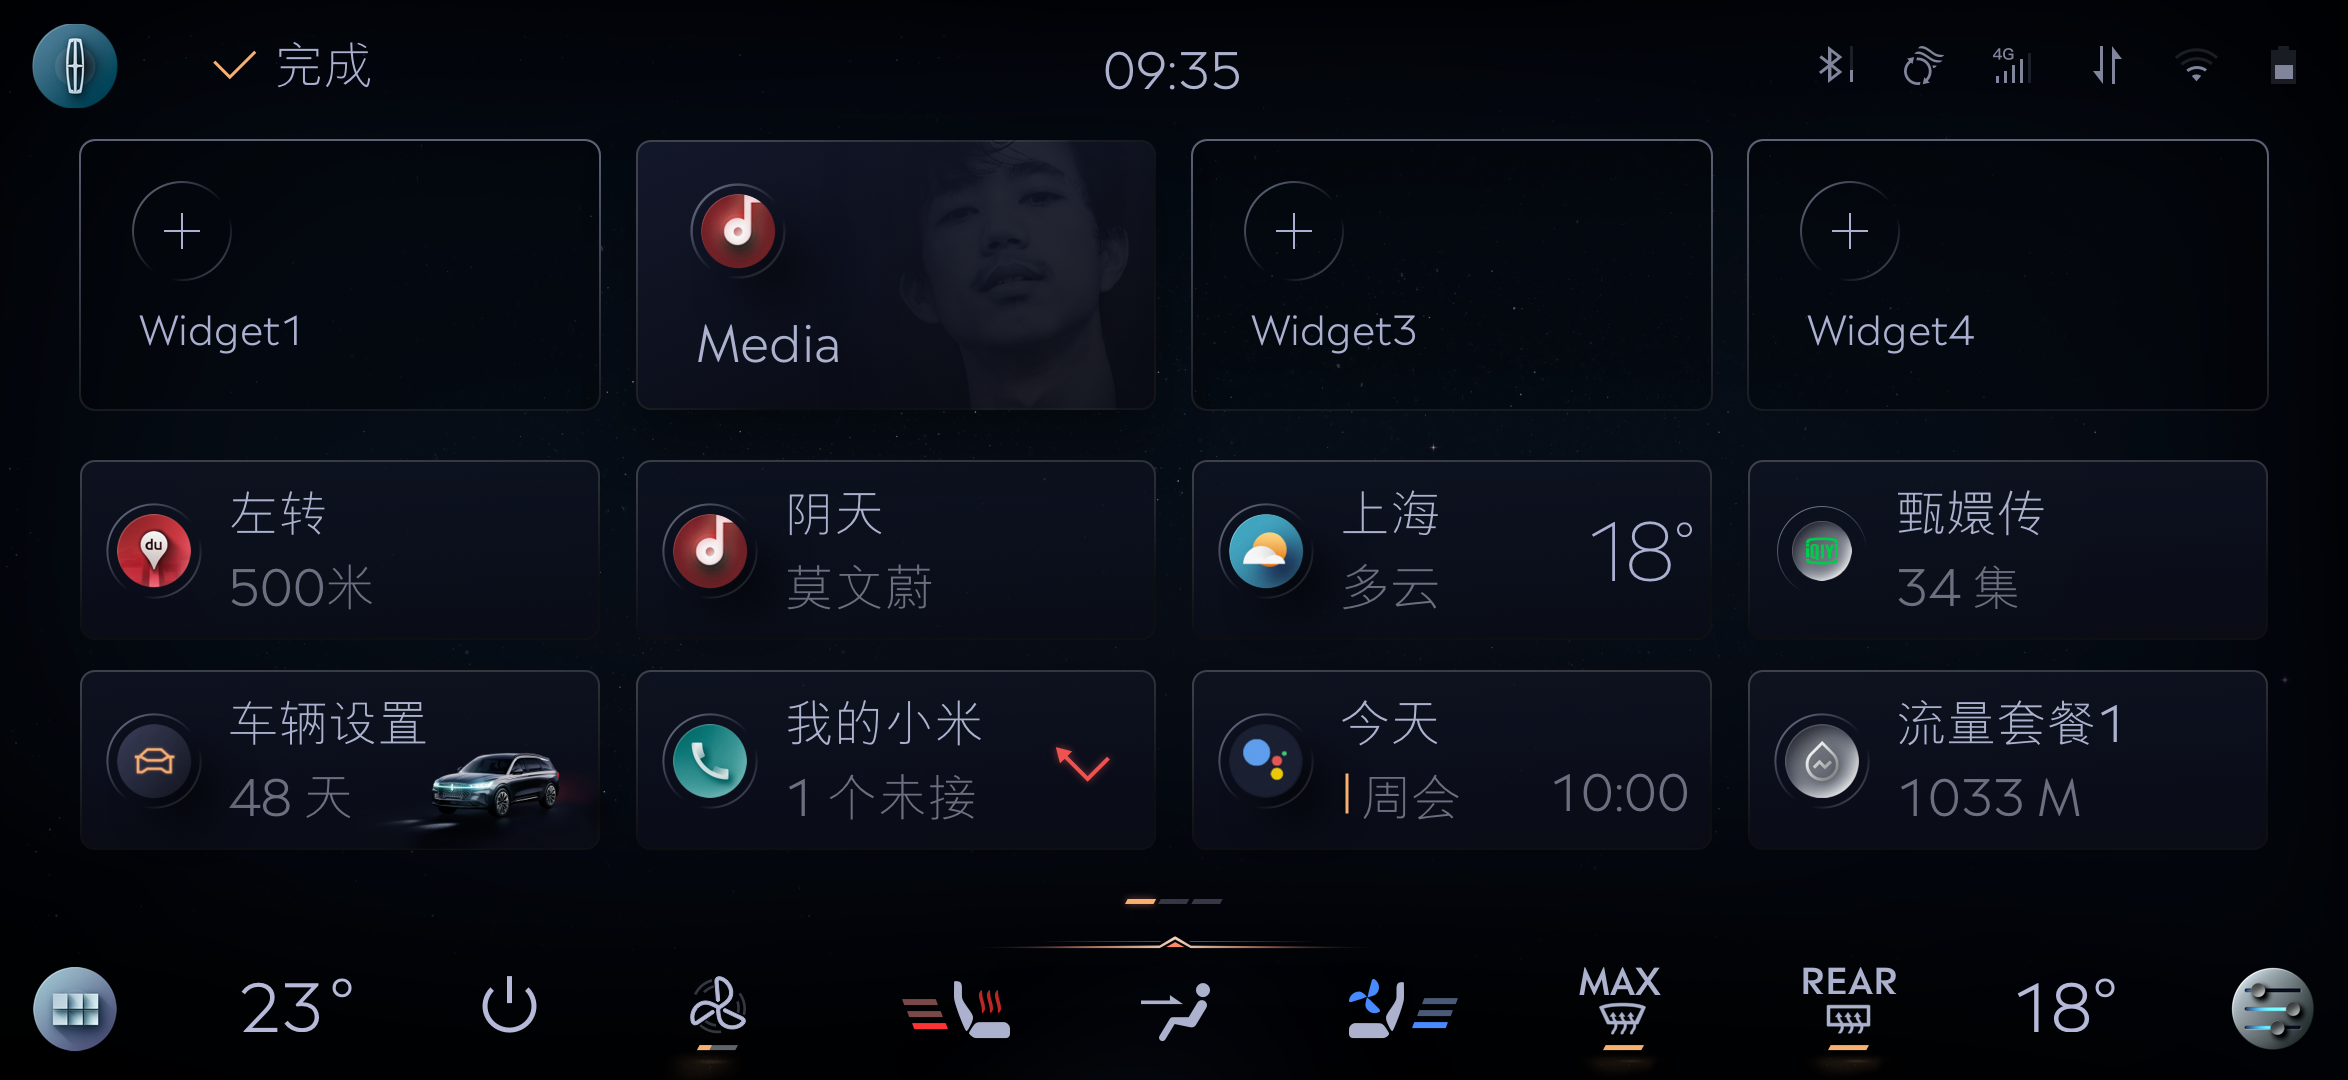 完成
09:35
4G
Widget1
Media
Widget3
Widget4
du
左转
500米
阴天
莫文蔚
上海
多云
18°
iQIYI
甄嬛传
34 集
车辆设置
48 天
我的小米
1 个未接
今天
周会
10:00
流量套餐1
1033 M
23°
MAX
REAR
18°